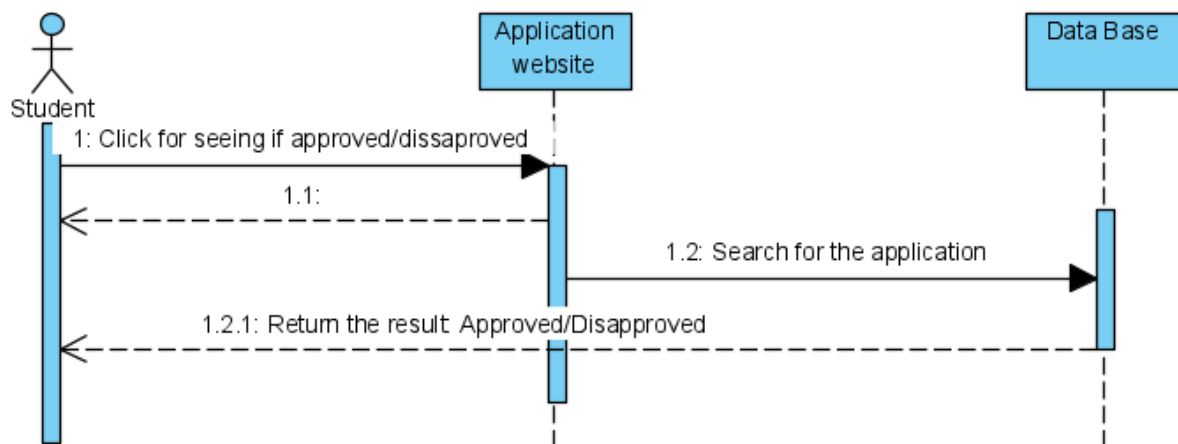 Student
Application
website
Data Base
1: Click for seeing if approved/dissaproved
1.1:
1.2: Search for the application
1.2.1: Return the result: Approved/Disapproved